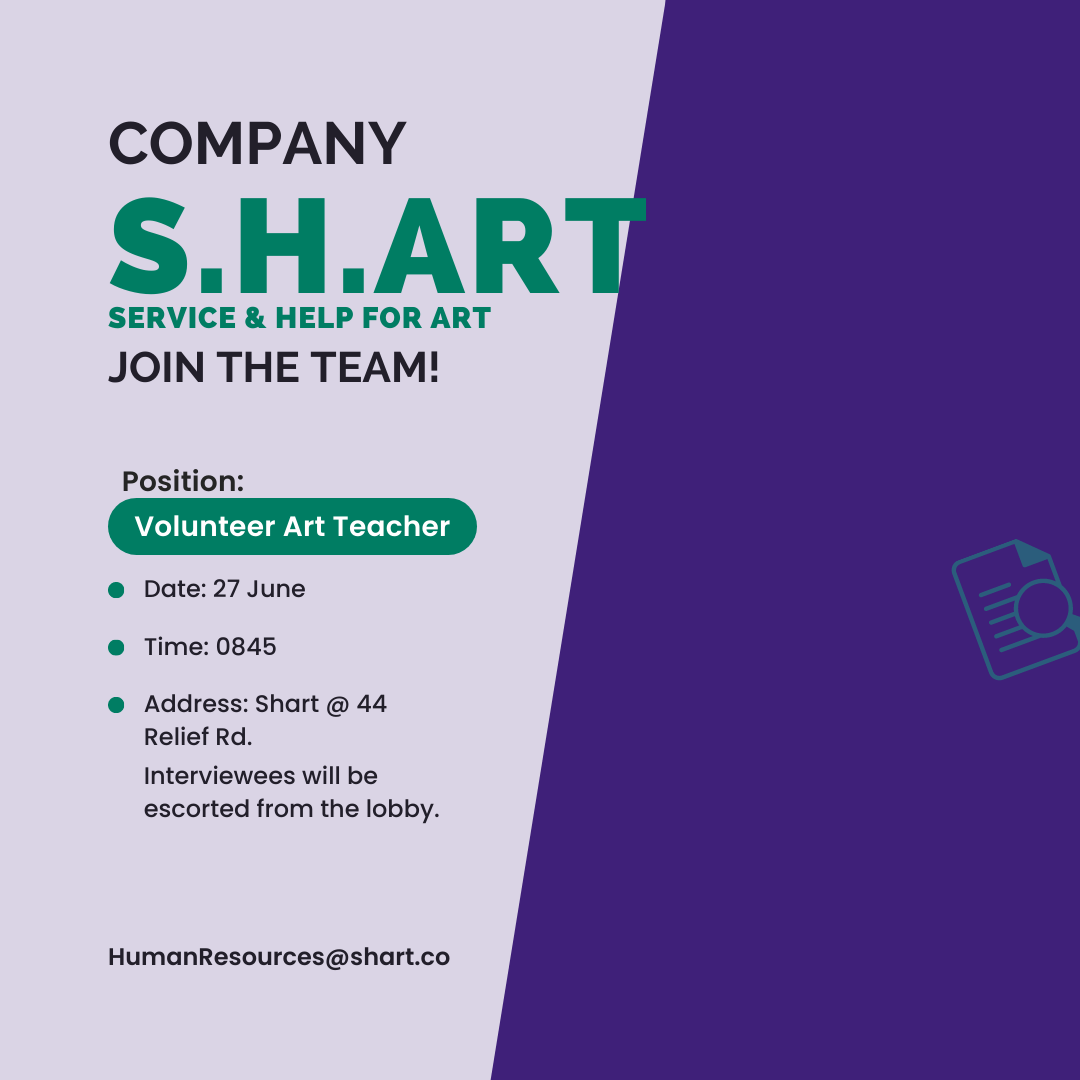 COMPANY
S.H.ART
SERVICE & HELP FOR ART
JOIN THE TEAM!
Position:
Volunteer Art Teacher
Date: 27 June
Time: 0845
Address: Shart @ 44
Relief Rd.
Interviewees will be
escorted from the lobby.
HumanResources@shart.co